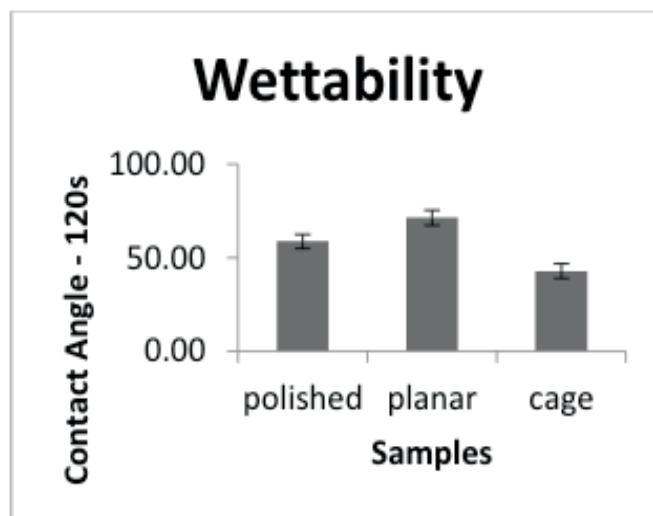 Wettability
Contact Angle - 120s
100.00
50.00
0.00
polished planar cage
Samples